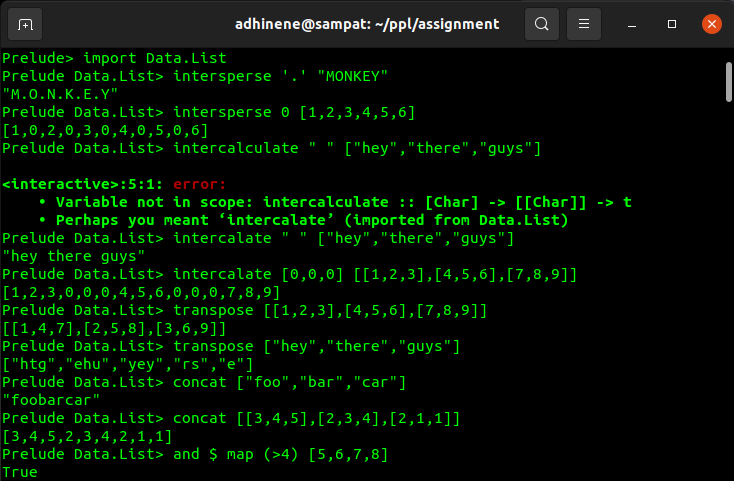 adhinene@sampat: ~/ppl/assignment
Prelude> import Data.List
Prelude Data.List> intersperse '.' "MONKEY"
"M.O.N.K.E.Y"
Prelude Data.List> intersperse 0 [1,2,3,4,5,6]
[1,0,2,0,3,0,4,0,5,0,6]
Prelude Data.List> intercalculate " " ["hey","there","guys"]
<interactive>:5:1: error:
• Variable not in scope: intercalculate :: [Char] -> [[Char]] -> t
• Perhaps you meant ‘intercalate’ (imported from Data.List)
Prelude Data.List> intercalate " " ["hey","there","guys"]
"hey there guys"
Prelude Data.List> intercalate [0,0,0] [[1,2,3],[4,5,6],[7,8,9]]
[1,2,3,0,0,0,4,5,6,0,0,0,7,8,9]
Prelude Data.List> transpose [[1,2,3],[4,5,6],[7,8,9]]
[[1,4,7],[2,5,8],[3,6,9]]
Prelude Data.List> transpose ["hey","there","guys"]
["htg","ehu","yey","rs","e"]
Prelude Data.List> concat ["foo","bar","car"]
"foobarcar"
Prelude Data.List> concat [[3,4,5],[2,3,4],[2,1,1]]
[3,4,5,2,3,4,2,1,1]
Prelude Data.List> and $ map (>4) [5,6,7,8]
True